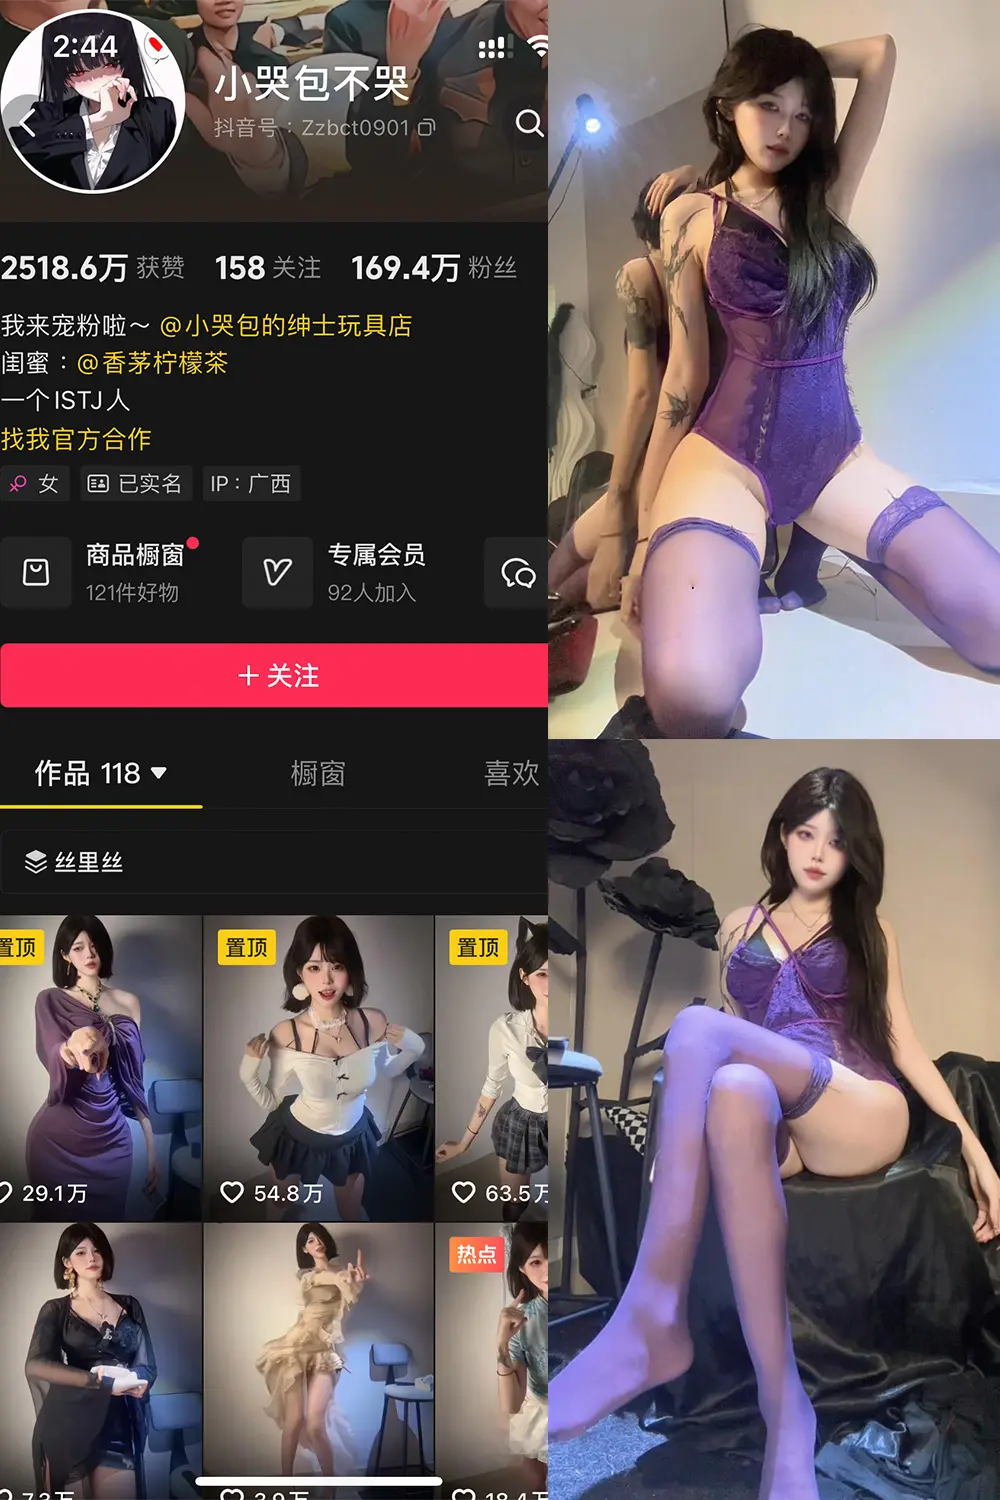 2:44
小哭包不哭
抖音号：Zzbct0901
2518.6万 获赞 158 关注 169.4万 粉丝
我来宠粉啦～ @小哭包的绅士玩具店
闺蜜：@香茅柠檬茶
一个ISTJ人
找我官方合作
女 已实名 IP：广西
商品橱窗 专属会员
121件好物 92人加入
+ 关注
作品 118 橱窗 喜欢
丝里丝
置顶 置顶 置顶
29.1万 54.8万 63.5万
热点
7.3万 3.9万 18.4万